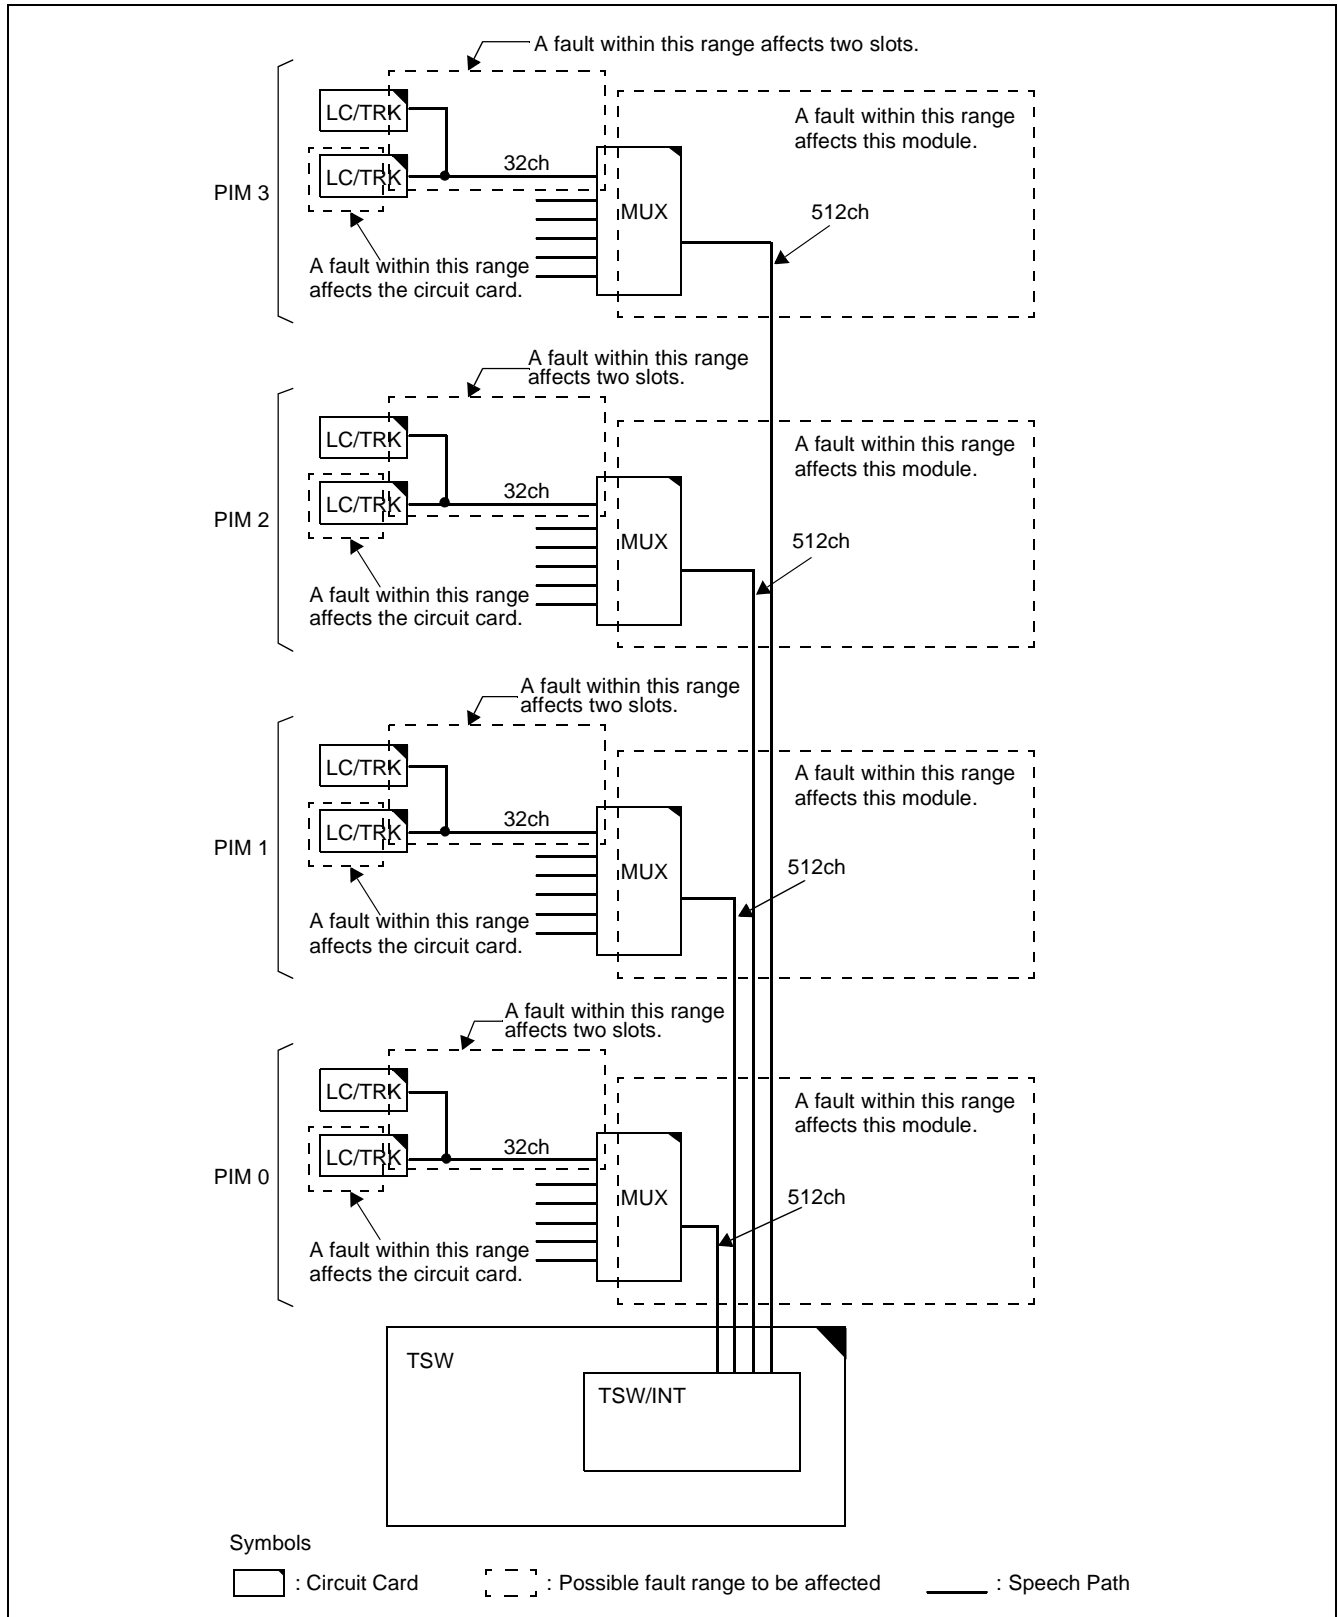 A fault within this range affects two slots.
LC/TRK
A fault within this range
affects this module.
32ch
LC/TRK
PIM 3
MUX
512ch
A fault within this range
affects the circuit card.
A fault within this range
affects two slots.
LC/TRK
A fault within this range
affects this module.
32ch
LC/TRK
PIM 2
MUX
512ch
A fault within this range
affects the circuit card.
A fault within this range
affects two slots.
LC/TRK
A fault within this range
affects this module.
32ch
LC/TRK
PIM 1
MUX
512ch
A fault within this range
affects the circuit card.
A fault within this range
affects two slots.
LC/TRK
A fault within this range
affects this module.
32ch
LC/TRK
PIM 0
MUX
512ch
A fault within this range
affects the circuit card.
TSW
TSW/INT
Symbols
: Circuit Card
: Possible fault range to be affected
: Speech Path